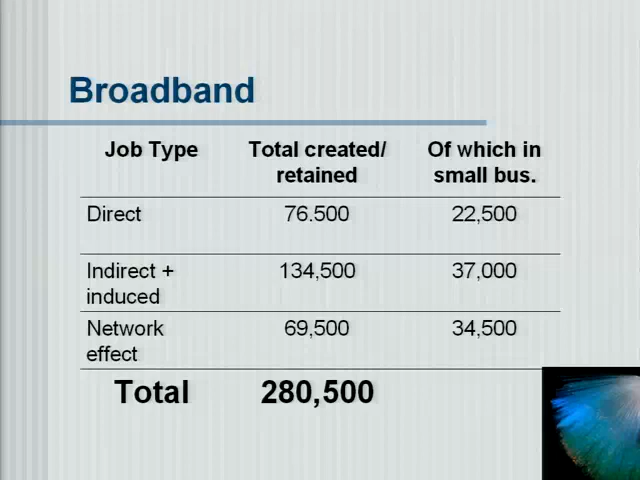 Broadband
Job Type Total created/ Of which in
retained small bus.
Direct 76.500 22,500
Indirect + 134,500 37,000
induced
Network 69,500 34,500
effect
Total 280,500